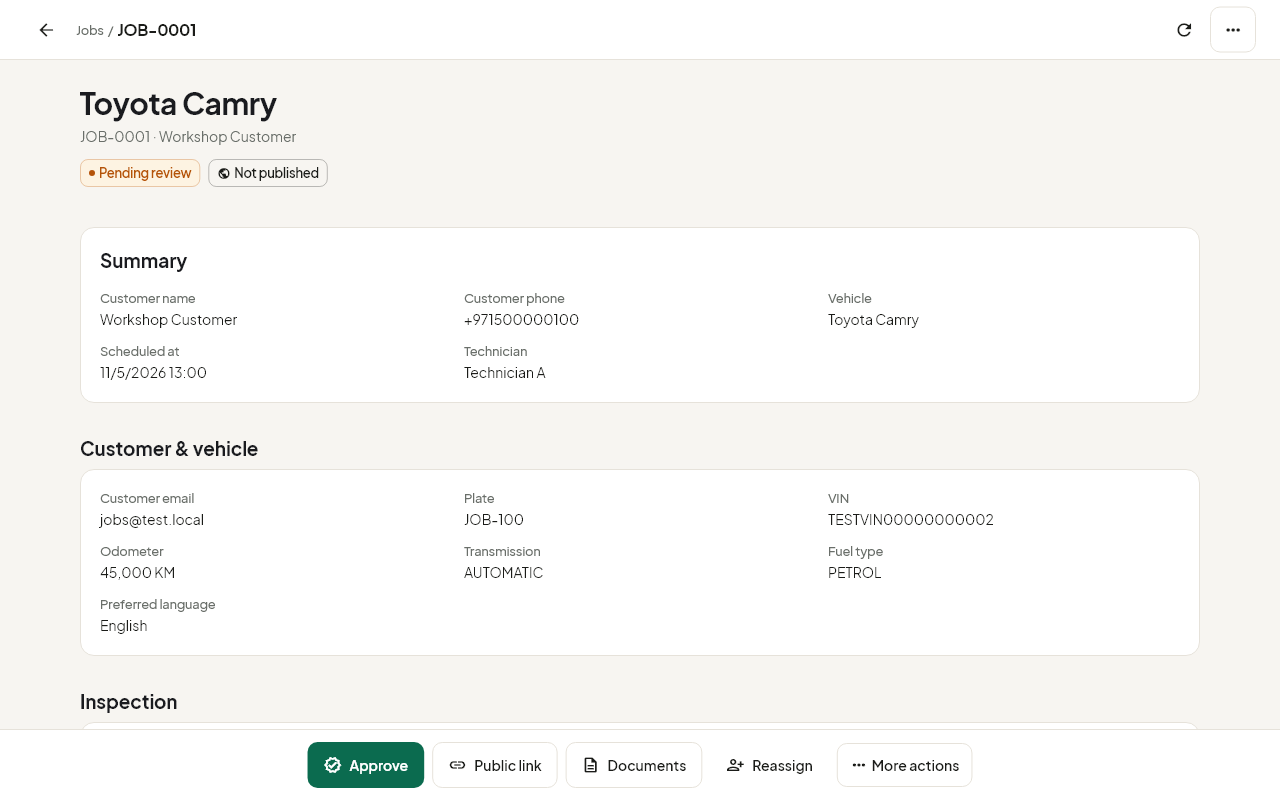 Jobs / JOB-0001
Toyota Camry
JOB-0001 · Workshop Customer
Pending review
Not published
Summary
Customer name
Customer phone
Vehicle
Workshop Customer
+971500000100
Toyota Camry
Scheduled at
Technician
11/5/2026 13:00
Technician A
Customer & vehicle
Customer email
Plate
VIN
jobs@test.local
JOB-100
TESTVIN00000000002
Odometer
Transmission
Fuel type
45,000 KM
AUTOMATIC
PETROL
Preferred language
English
Inspection
Approve
Public link
Documents
Reassign
More actions